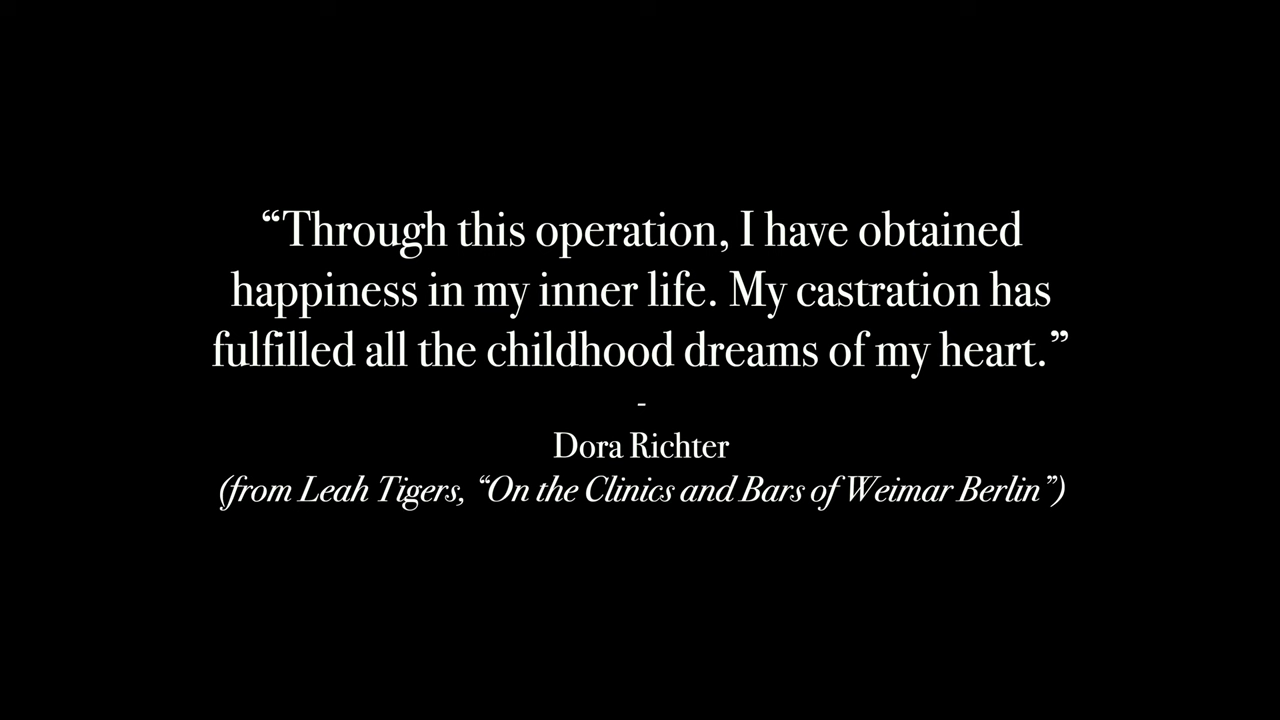 “Through this operation, I have obtained
happiness in my inner life. My castration has
fulfilled all the childhood dreams of my heart.”
-
Dora Richter
(from Leah Tigers, “On the Clinics and Bars of Weimar Berlin”)